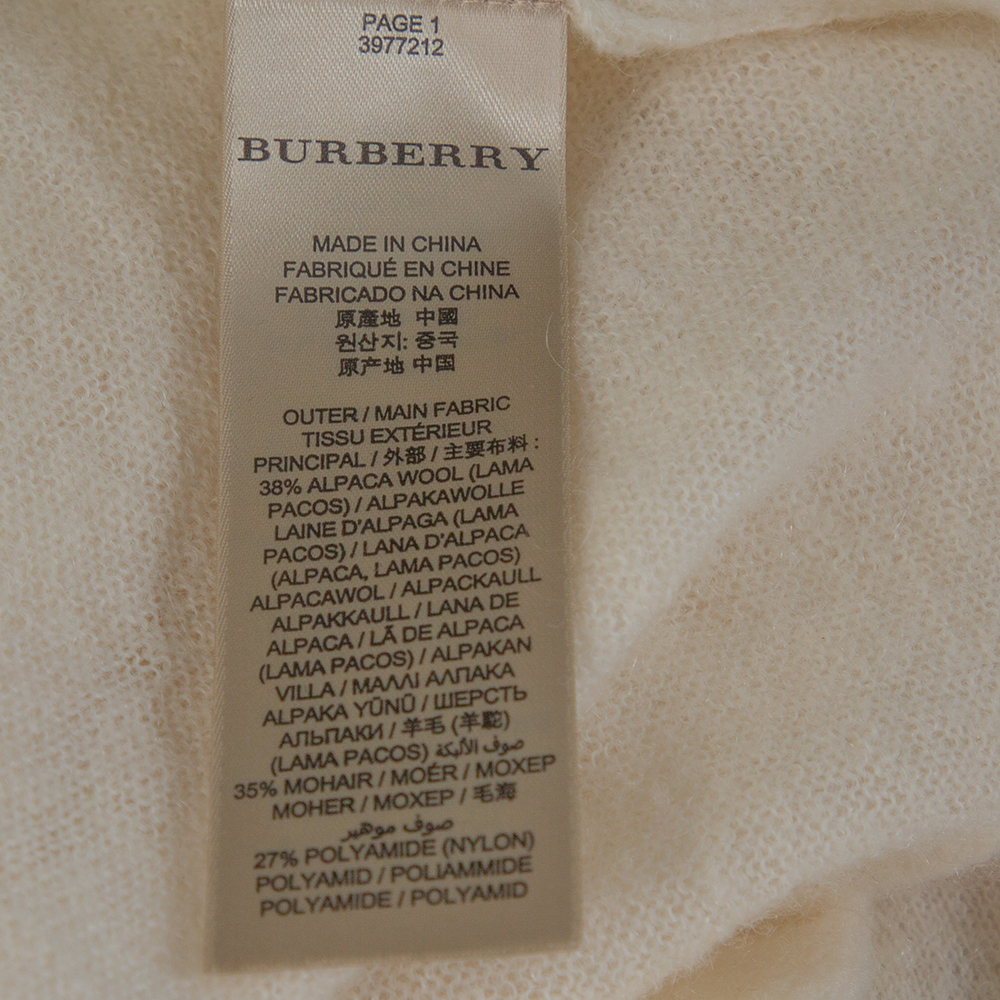 PAGE 1
3977212
BURBERRY
MADE IN CHINA
FABRIQUÉ EN CHINE
FABRICADO NA CHINA
原產地 中國
원산지: 중국
原产地 中国
OUTER / MAIN FABRIC
TISSU EXTÉRIEUR
PRINCIPAL / 外部 / 主要布料 :
38% ALPACA WOOL (LAMA
PACOS) / ALPAKAWOLLE
LAINE D'ALPAGA (LAMA
PACOS) / LANA D'ALPACA
(ALPACA, LAMA PACOS)
ALPACAWOL / ALPACKAULL
ALPAKKAULL / LANA DE
ALPACA / LÃ DE ALPACA
(LAMA PACOS) / ALPAKAN
VILLA / ΜΑΛΛΙ ΑΛΠΑΚΑ
ALPAKA YÜNÜ / ШЕРСТЬ
АЛЬПАКИ / 羊毛 (羊駝)
(LAMA PACOS) صوف الألبكة
35% MOHAIR / MOÉR / МОХЕР
MOHER / ΜΟΧΕΡ / 毛海
صوف موهير
27% POLYAMIDE (NYLON)
POLYAMID / POLIAMMIDE
POLYAMIDE / POLYAMID